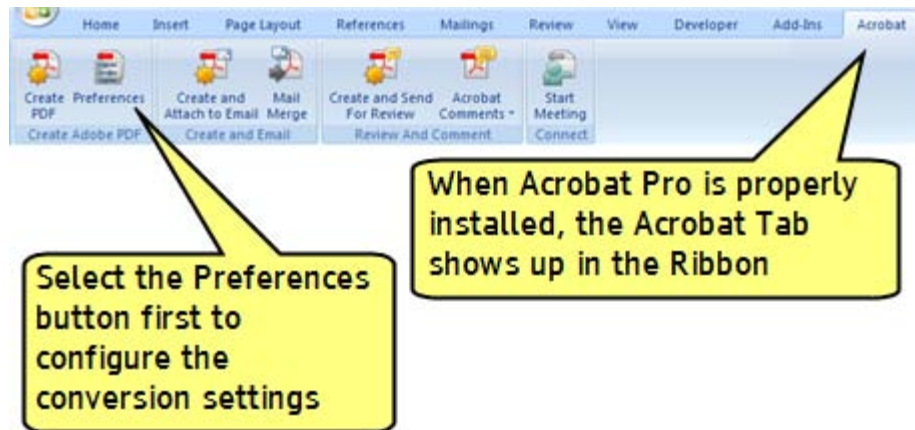 Home Insert Page Layout References Mailings Review View Developer Add-Ins Acrobat
Create Preferences Create and Mail Create and Send Acrobat Start
PDF Attach to Email Merge For Review Comments Meeting
Create Adobe PDF Create and Email Review And Comment Connect
When Acrobat Pro is properly
installed, the Acrobat Tab
shows up in the Ribbon
Select the Preferences
button first to
configure the
conversion settings